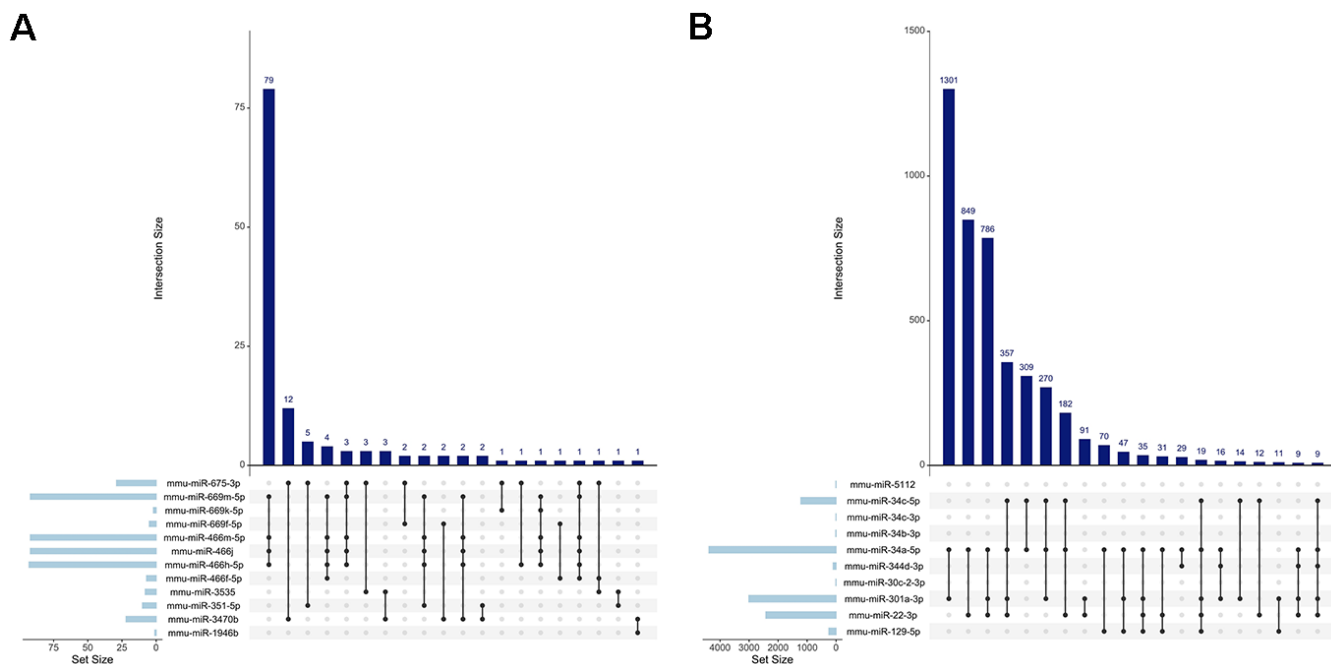 A
B
Intersection Size
75
50
25
0
79
12
5
4
3
3
3
2
2
2
2
2
1
1
1
1
1
1
1
1
mmu-miR-675-3p
mmu-miR-669m-5p
mmu-miR-669k-5p
mmu-miR-669f-5p
mmu-miR-466m-5p
mmu-miR-466j
mmu-miR-466h-5p
mmu-miR-466f-5p
mmu-miR-3535
mmu-miR-351-5p
mmu-miR-3470b
mmu-miR-1946b
75 50 25 0
Set Size
Intersection Size
1500
1000
500
0
1301
849
786
357
309
270
182
91
70
47
35
31
29
19
16
14
12
11
9
9
mmu-miR-5112
mmu-miR-34c-5p
mmu-miR-34c-3p
mmu-miR-34b-3p
mmu-miR-34a-5p
mmu-miR-344d-3p
mmu-miR-30c-2-3p
mmu-miR-301a-3p
mmu-miR-22-3p
mmu-miR-129-5p
4000 3000 2000 1000 0
Set Size